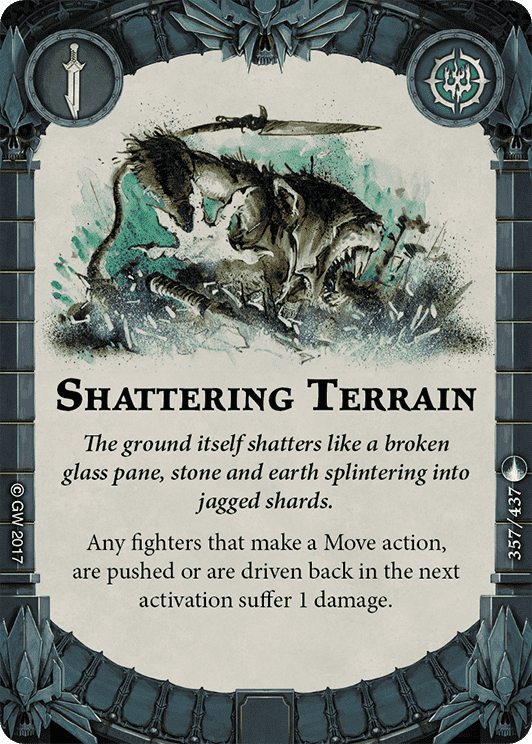 Shattering Terrain
The ground itself shatters like a broken
glass pane, stone and earth splintering into
jagged shards.
Any fighters that make a Move action,
are pushed or are driven back in the next
activation suffer 1 damage.
© GW 2017
357/437